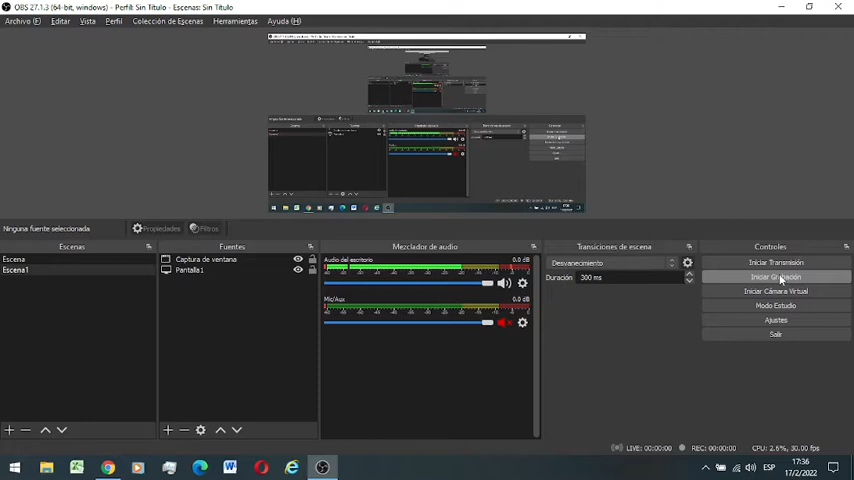 OBS 27.1.3 (64-bit, windows) - Perfil: Sin Título - Escenas: Sin Título
Archivo (F) Editar Vista Perfil Colección de Escenas Herramientas Ayuda (H)
Ninguna fuente seleccionada Propiedades Filtros
Escenas Fuentes Mezclador de audio Transiciones de escena Controles
Escena Captura de ventana Audio del escritorio 0.0 dB Desvanecimiento Iniciar Transmisión
Escena1 Pantalla1 Duración 300 ms Iniciar Grabación
Iniciar Cámara Virtual
Mic/Aux 0.0 dB Modo Estudio
Ajustes
Salir
LIVE: 00:00:00 REC: 00:00:00 CPU: 2.6%, 30.00 fps
ESP 17:36
17/2/2022